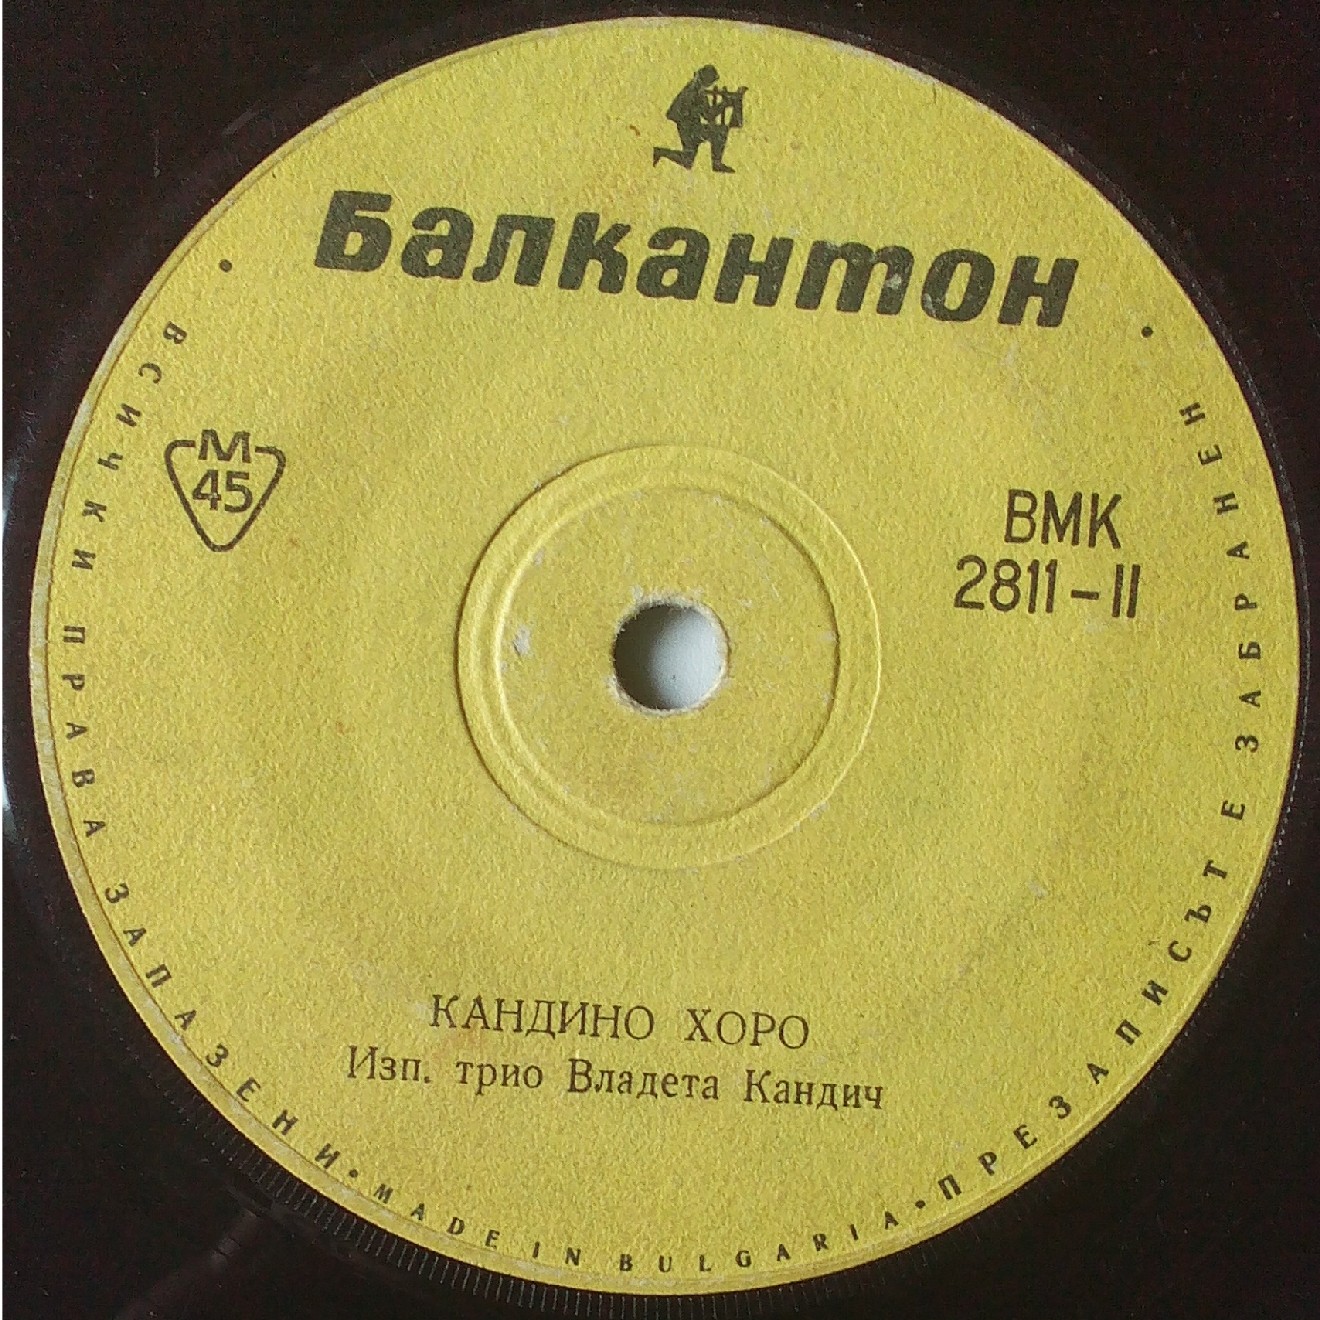 Балкантон
М
45
ВМК
2811-II
КАНДИНО ХОРО
Изп. трио Владета Кандич
• ВСИЧКИ ПРАВА ЗАПАЗЕНИ • MADE IN BULGARIA • ПРЕЗАПИСЪТ Е ЗАБРАНЕН •